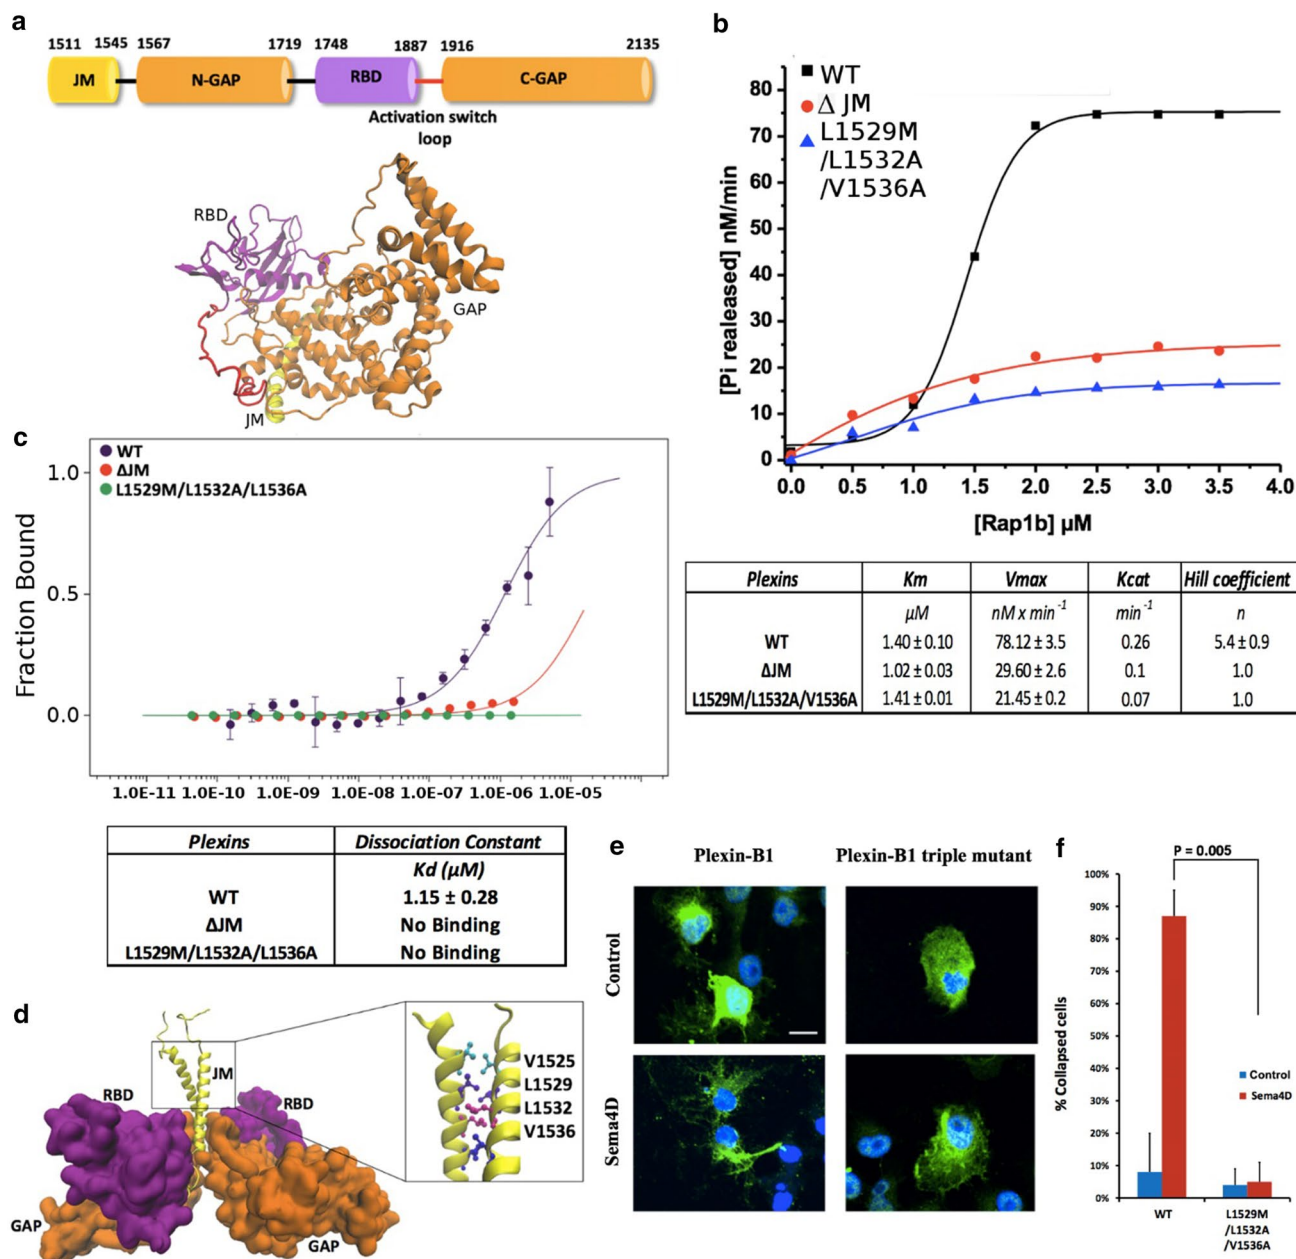 a
1511 1545 1567 1719 1748 1887 1916 2135
JM N-GAP RBD C-GAP
Activation switch
loop
RBD
GAP
JM
b
WT
Δ JM
L1529M
/L1532A
/V1536A
[Pi realeased] nM/min
80
70
60
50
40
30
20
10
0
0.0 0.5 1.0 1.5 2.0 2.5 3.0 3.5 4.0
[Rap1b] µM
Plexins Km Vmax Kcat Hill coefficient
µM nM x min -1 min -1 n
WT 1.40 ± 0.10 78.12 ± 3.5 0.26 5.4 ± 0.9
ΔJM 1.02 ± 0.03 29.60 ± 2.6 0.1 1.0
L1529M/L1532A/V1536A 1.41 ± 0.01 21.45 ± 0.2 0.07 1.0
c
WT
ΔJM
L1529M/L1532A/L1536A
Fraction Bound
1.0
0.5
0.0
1.0E-11 1.0E-10 1.0E-09 1.0E-08 1.0E-07 1.0E-06 1.0E-05
Plexins Dissociation Constant
Kd (µM)
WT 1.15 ± 0.28
ΔJM No Binding
L1529M/L1532A/L1536A No Binding
d
JM
RBD
RBD
GAP
GAP
V1525
L1529
L1532
V1536
e
Plexin-B1 Plexin-B1 triple mutant
Control
Sema4D
f
P = 0.005
% Collapsed cells
100%
90%
80%
70%
60%
50%
40%
30%
20%
10%
0%
Control
Sema4D
WT L1529M
/L1532A
/V1536A